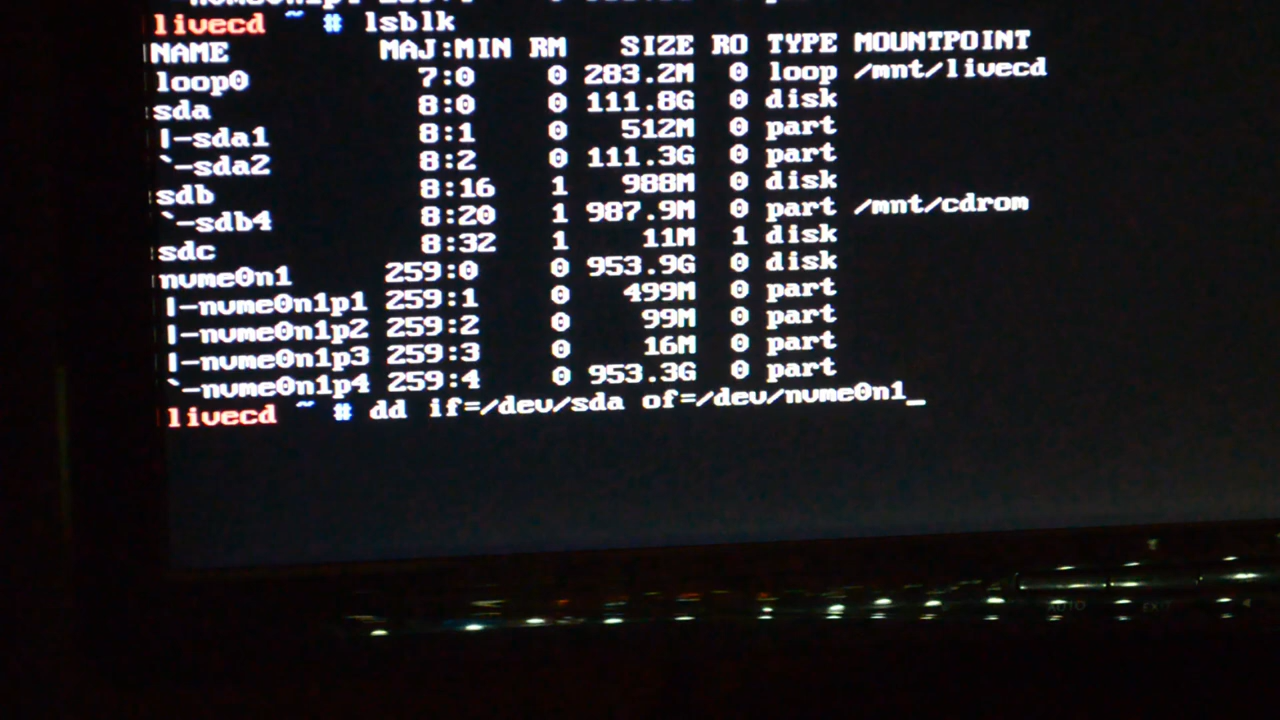 livecd ~ # lsblk
NAME MAJ:MIN RM SIZE RO TYPE MOUNTPOINT
loop0 7:0 0 283.2M 0 loop /mnt/livecd
sda 8:0 0 111.8G 0 disk
|-sda1 8:1 0 512M 0 part
`-sda2 8:2 0 111.3G 0 part
sdb 8:16 1 988M 0 disk
`-sdb4 8:20 1 987.9M 0 part /mnt/cdrom
sdc 8:32 1 11M 1 disk
nvme0n1 259:0 0 953.9G 0 disk
|-nvme0n1p1 259:1 0 499M 0 part
|-nvme0n1p2 259:2 0 99M 0 part
|-nvme0n1p3 259:3 0 16M 0 part
`-nvme0n1p4 259:4 0 953.3G 0 part
livecd ~ # dd if=/dev/sda of=/dev/nvme0n1_
AUTO